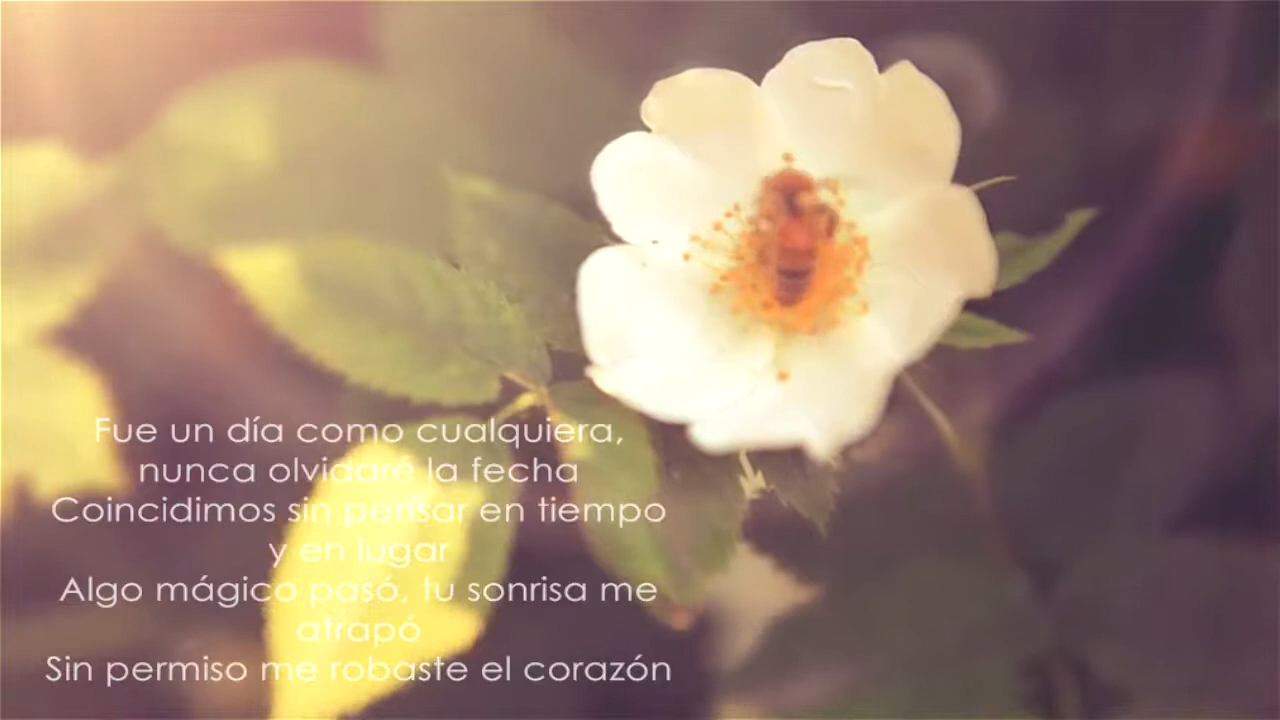 Fue un día como cualquiera,
nunca olvidaré la fecha
Coincidimos sin pensar en tiempo
y en lugar
Algo mágico pasó, tu sonrisa me
atrapó
Sin permiso me robaste el corazón